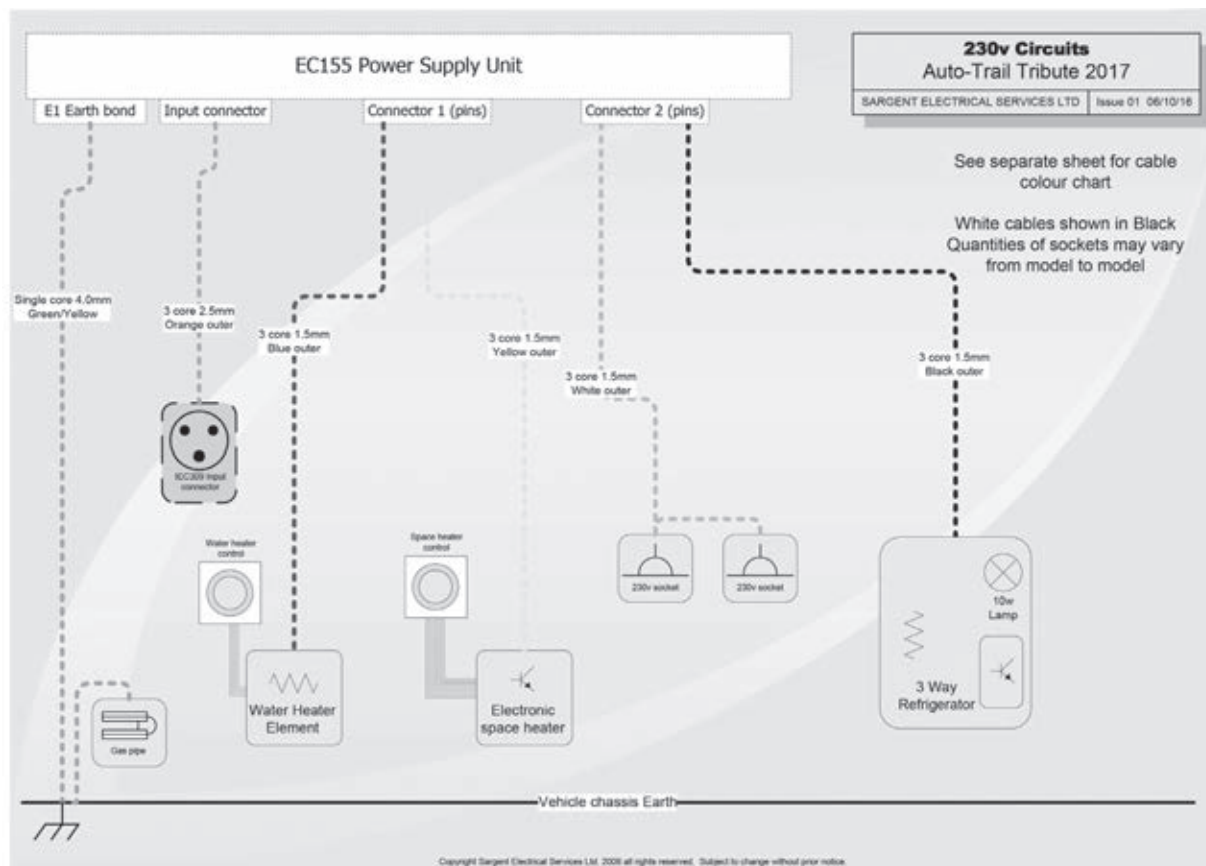 EC155 Power Supply Unit
230v Circuits
Auto-Trail Tribute 2017
SARGENT ELECTRICAL SERVICES LTD
Issue 01 06/10/16
E1 Earth bond
Input connector
Connector 1 (pins)
Connector 2 (pins)
See separate sheet for cable
colour chart
White cables shown in Black
Quantities of sockets may vary
from model to model
Single core 4.0mm
Green/Yellow
3 core 2.5mm
Orange outer
3 core 1.5mm
Blue outer
3 core 1.5mm
Yellow outer
3 core 1.5mm
White outer
3 core 1.5mm
Black outer
IEC309 Input
connector
Water heater
control
Space heater
control
230v socket
230v socket
10w
Lamp
3 Way
Refrigerator
Water Heater
Element
Electronic
space heater
Gas pipe
Vehicle chassis Earth
Copyright Sargent Electrical Services Ltd. 2008 all rights reserved. Subject to change without prior notice.